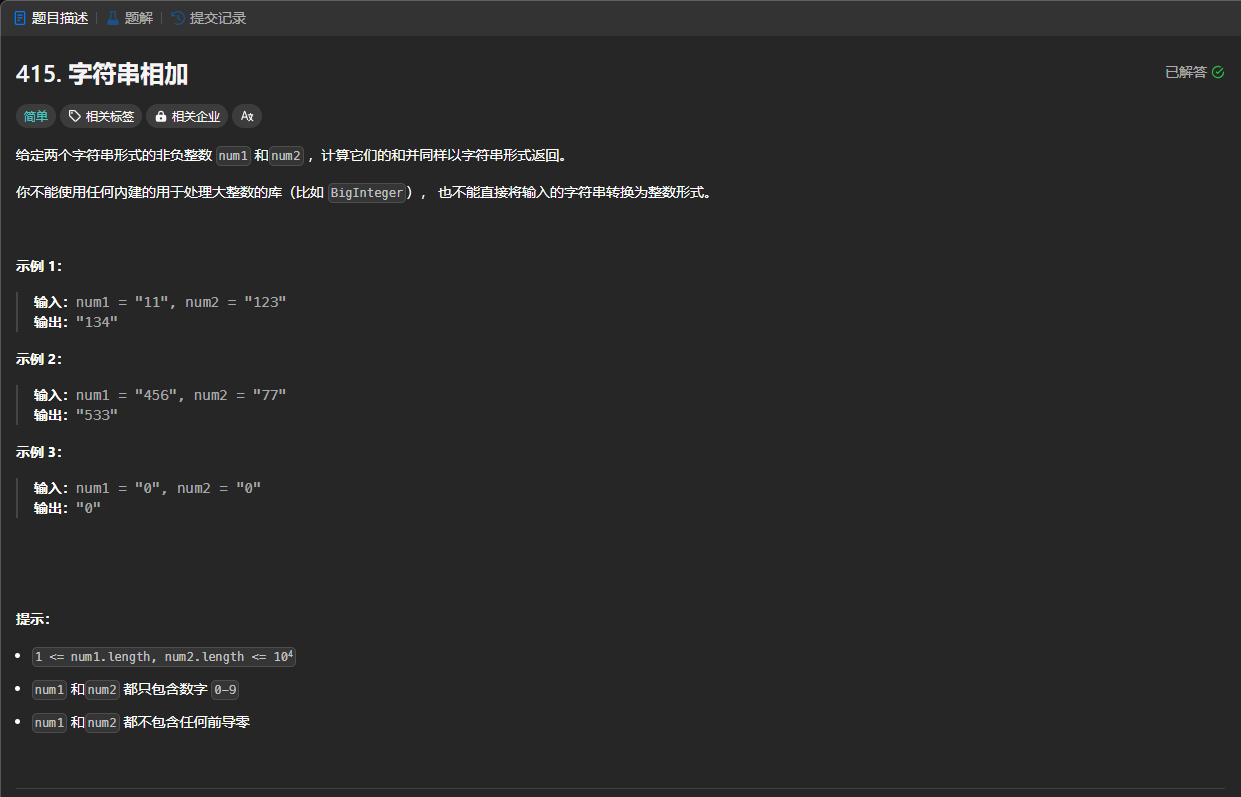 题目描述 题解 提交记录
415. 字符串相加
已解答
简单 相关标签 相关企业 Aあ
给定两个字符串形式的非负整数 num1 和num2 ，计算它们的和并同样以字符串形式返回。
你不能使用任何內建的用于处理大整数的库（比如 BigInteger）， 也不能直接将输入的字符串转换为整数形式。
示例 1：
输入：num1 = "11", num2 = "123"
输出："134"
示例 2：
输入：num1 = "456", num2 = "77"
输出："533"
示例 3：
输入：num1 = "0", num2 = "0"
输出："0"
提示：
1 <= num1.length, num2.length <= 10⁴
num1 和num2 都只包含数字 0-9
num1 和num2 都不包含任何前导零